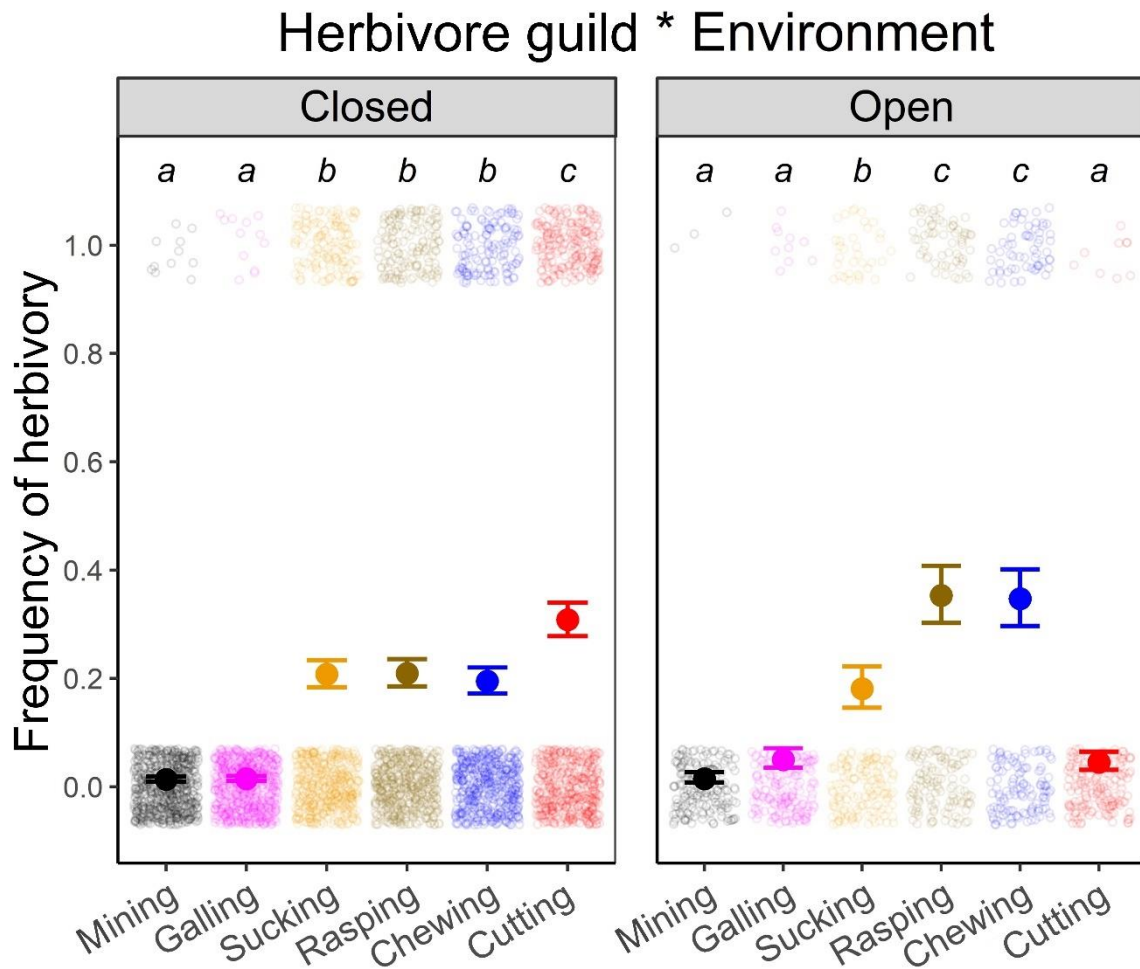 Herbivore guild * Environment
Closed
Open
a a b b b c
a a b c c a
Frequency of herbivory
1.0
0.8
0.6
0.4
0.2
0.0
Mining Galling Sucking Rasping Chewing Cutting
Mining Galling Sucking Rasping Chewing Cutting